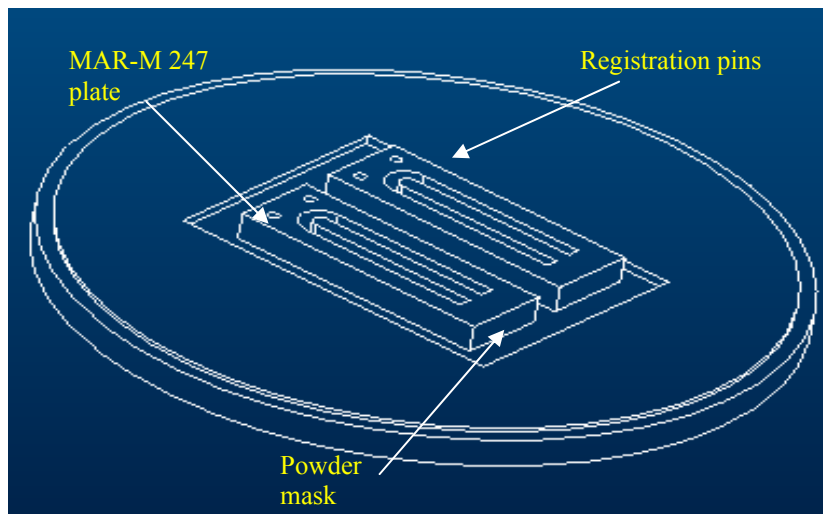 MAR-M 247
plate
Registration pins
Powder
mask